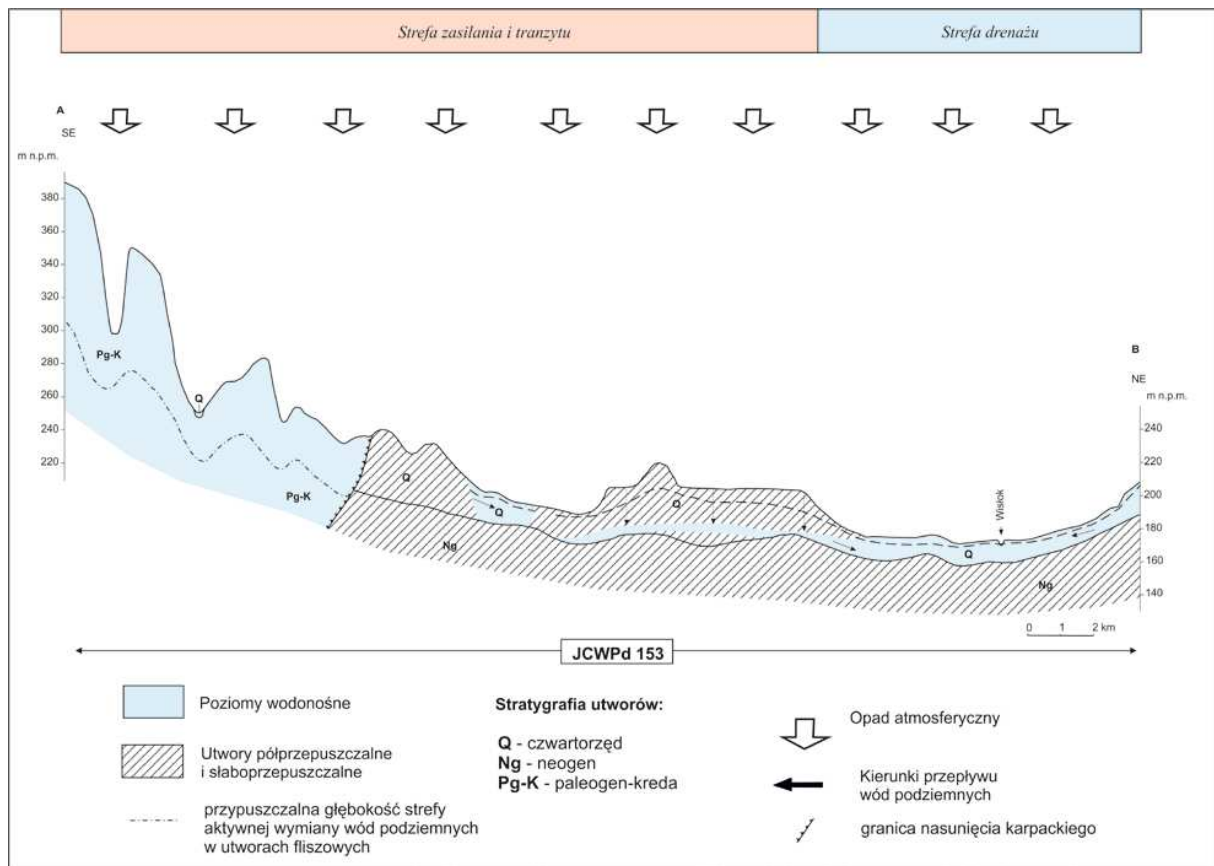 Strefa zasilania i tranzytu
Strefa drenażu
A
SE
m n.p.m.
380
360
340
320
300
280
260
240
220
Pg-K
Q
Pg-K
Q
Ng
Q
Q
Wisłok
Q
Ng
B
NE
m n.p.m.
240
220
200
180
160
140
0 1 2 km
JCWPd 153
Poziomy wodonośne
Utwory półprzepuszczalne
i słaboprzepuszczalne
przypuszczalna głębokość strefy
aktywnej wymiany wód podziemnych
w utworach fliszowych
Stratygrafia utworów:
Q - czwartorzęd
Ng - neogen
Pg-K - paleogen-kreda
Opad atmosferyczny
Kierunki przepływu
wód podziemnych
granica nasunięcia karpackiego